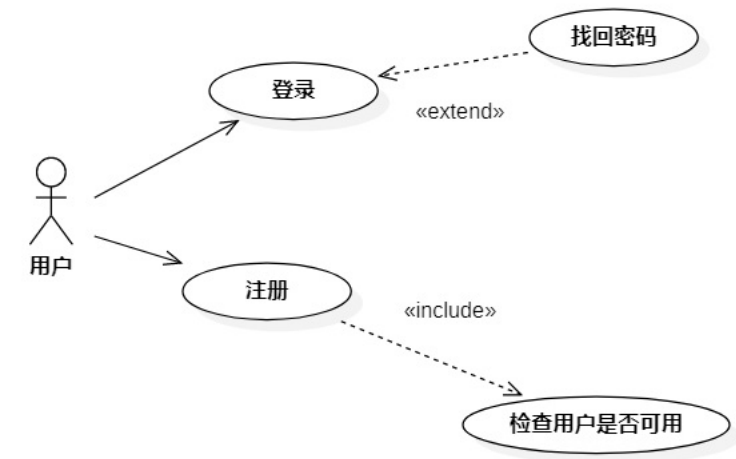 找回密码
登录
«extend»
用户
注册
«include»
检查用户是否可用